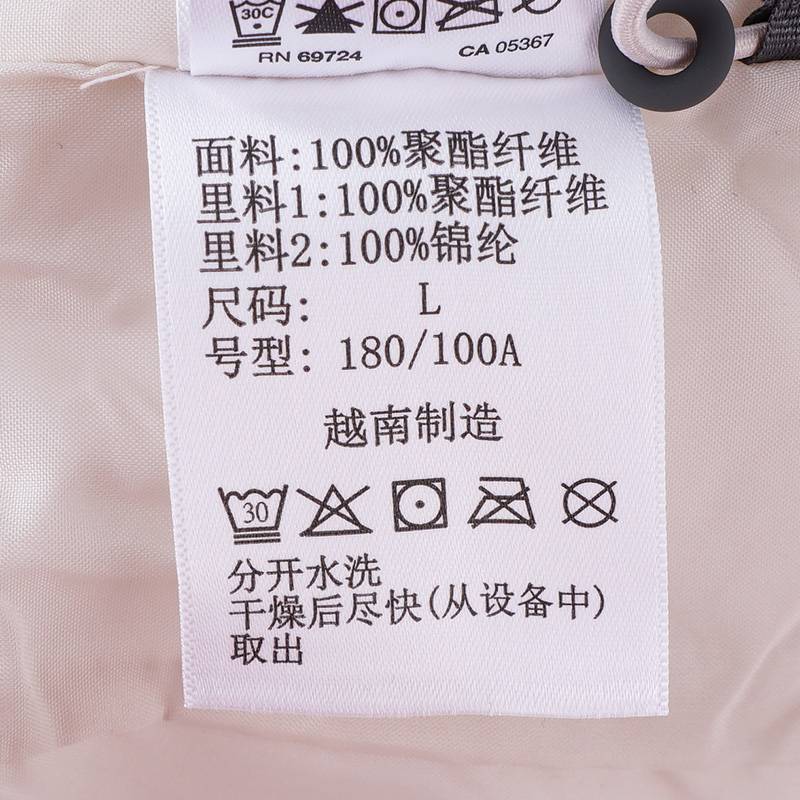 30C
RN 69724 CA 05367
面料:100%聚酯纤维
里料1:100%聚酯纤维
里料2:100%锦纶
尺码: L
号型: 180/100A
越南制造
30
分开水洗
干燥后尽快(从设备中)
取出